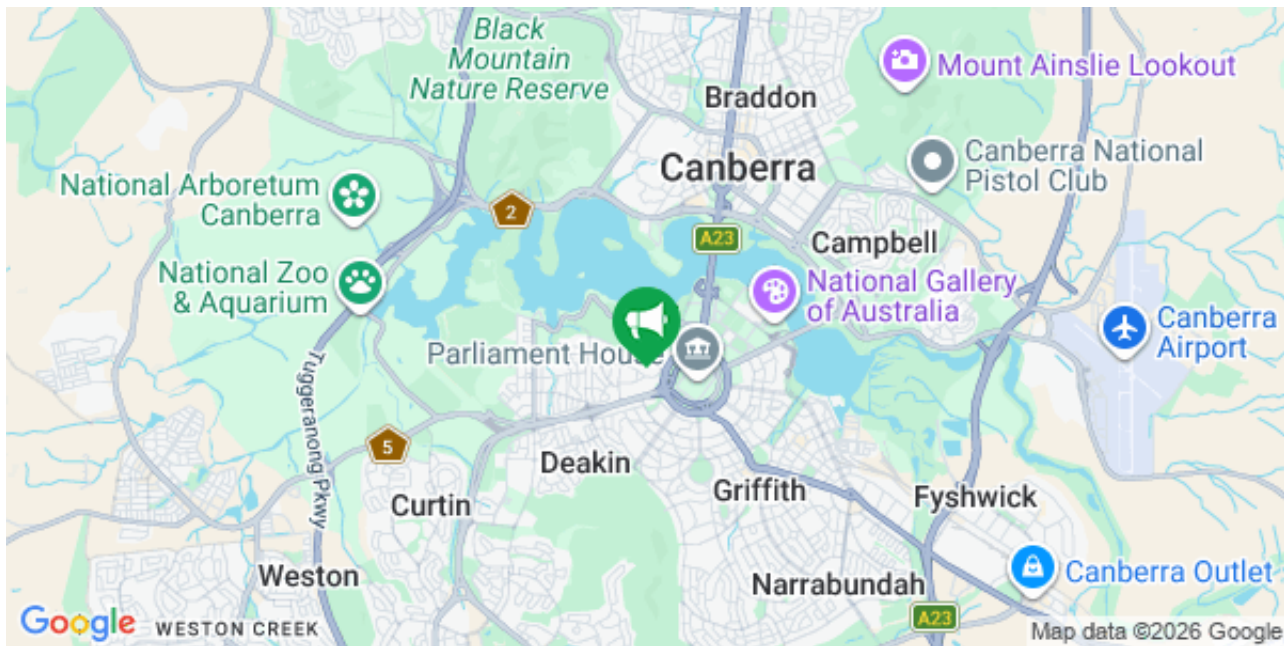 Black
Mountain
Nature Reserve
Mount Ainslie Lookout
Braddon
Canberra National
Pistol Club
Canberra
National Arboretum
Canberra
2
A23
Campbell
National Zoo
& Aquarium
National Gallery
of Australia
Canberra
Airport
Parliament House
Tuggeranong Pkwy
5
Deakin
Curtin
Griffith
Fyshwick
Weston
Narrabundah
Canberra Outlet
A23
Google
WESTON CREEK
Map data ©2026 Google